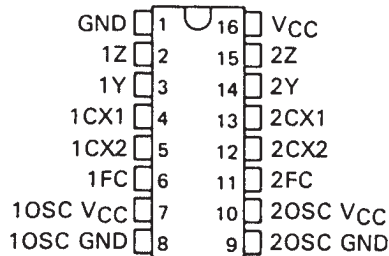 GND 1 16 VCC
1Z 2 15 2Z
1Y 3 14 2Y
1CX1 4 13 2CX1
1CX2 5 12 2CX2
1FC 6 11 2FC
1OSC VCC 7 10 2OSC VCC
1OSC GND 8 9 2OSC GND